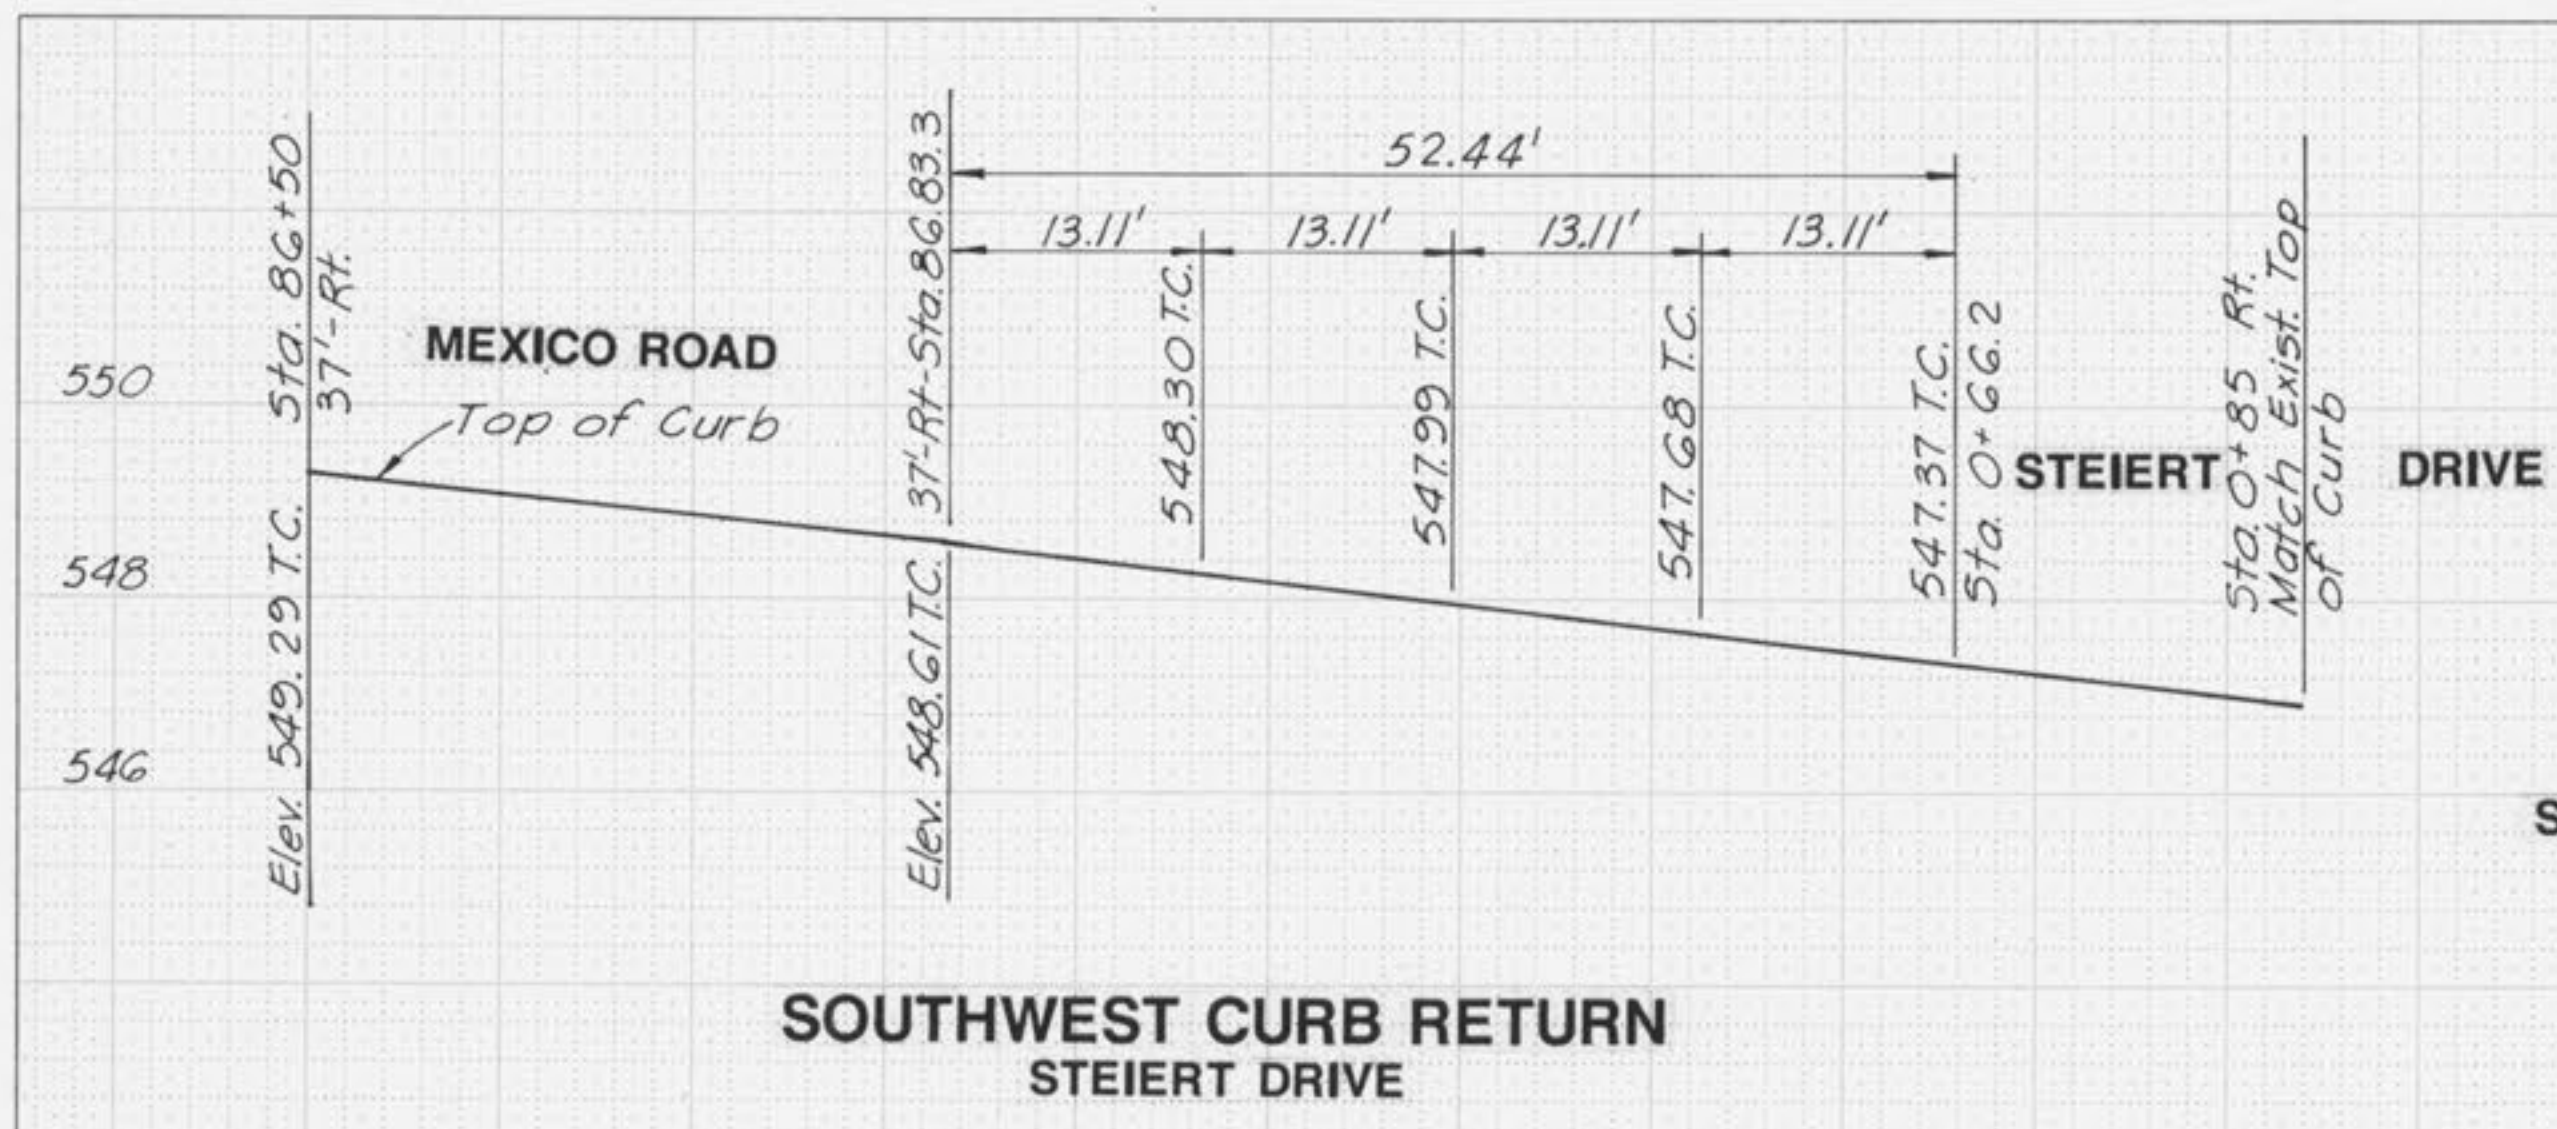 Sta. 86+50
37'-Rt.
Elev. 549.29 T.C.
MEXICO ROAD
Top of Curb
550
548
546
37'-Rt-Sta.86.83.3
Elev. 548.61 T.C.
52.44'
13.11'
13.11'
13.11'
13.11'
548.30 T.C.
547.99 T.C.
547.68 T.C.
547.37 T.C.
Sta. 0+66.2
STEIERT DRIVE
Sta. 0+85 Rt.
Match Exist. Top
of Curb
S
SOUTHWEST CURB RETURN
STEIERT DRIVE